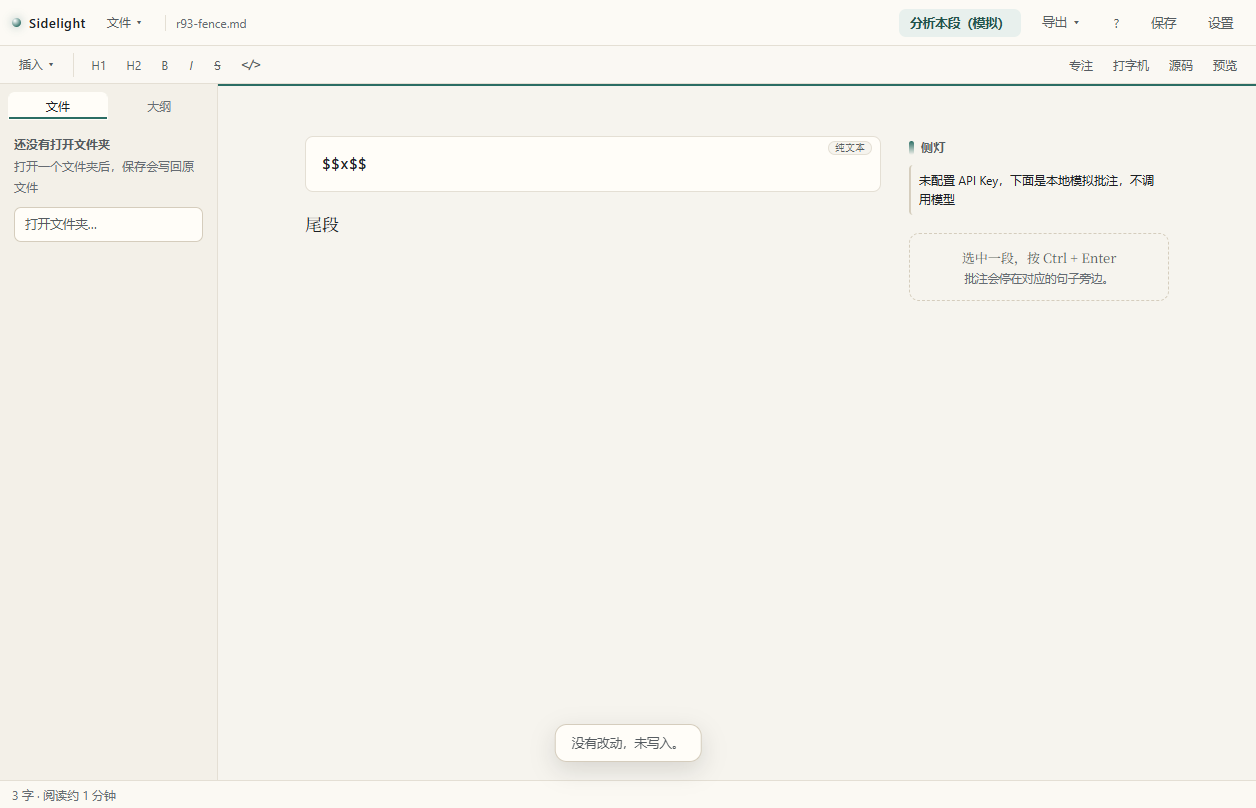 Sidelight 文件 ▾ r93-fence.md 分析本段（模拟） 导出 ▾ ? 保存 设置
插入 ▾ H1 H2 B I S </> 专注 打字机 源码 预览
文件 大纲
还没有打开文件夹
打开一个文件夹后，保存会写回原
文件
打开文件夹...
纯文本
$$x$$
尾段
侧灯
未配置 API Key，下面是本地模拟批注，不调
用模型
选中一段，按 Ctrl + Enter
批注会停在对应的句子旁边。
没有改动，未写入。
3 字 · 阅读约 1 分钟